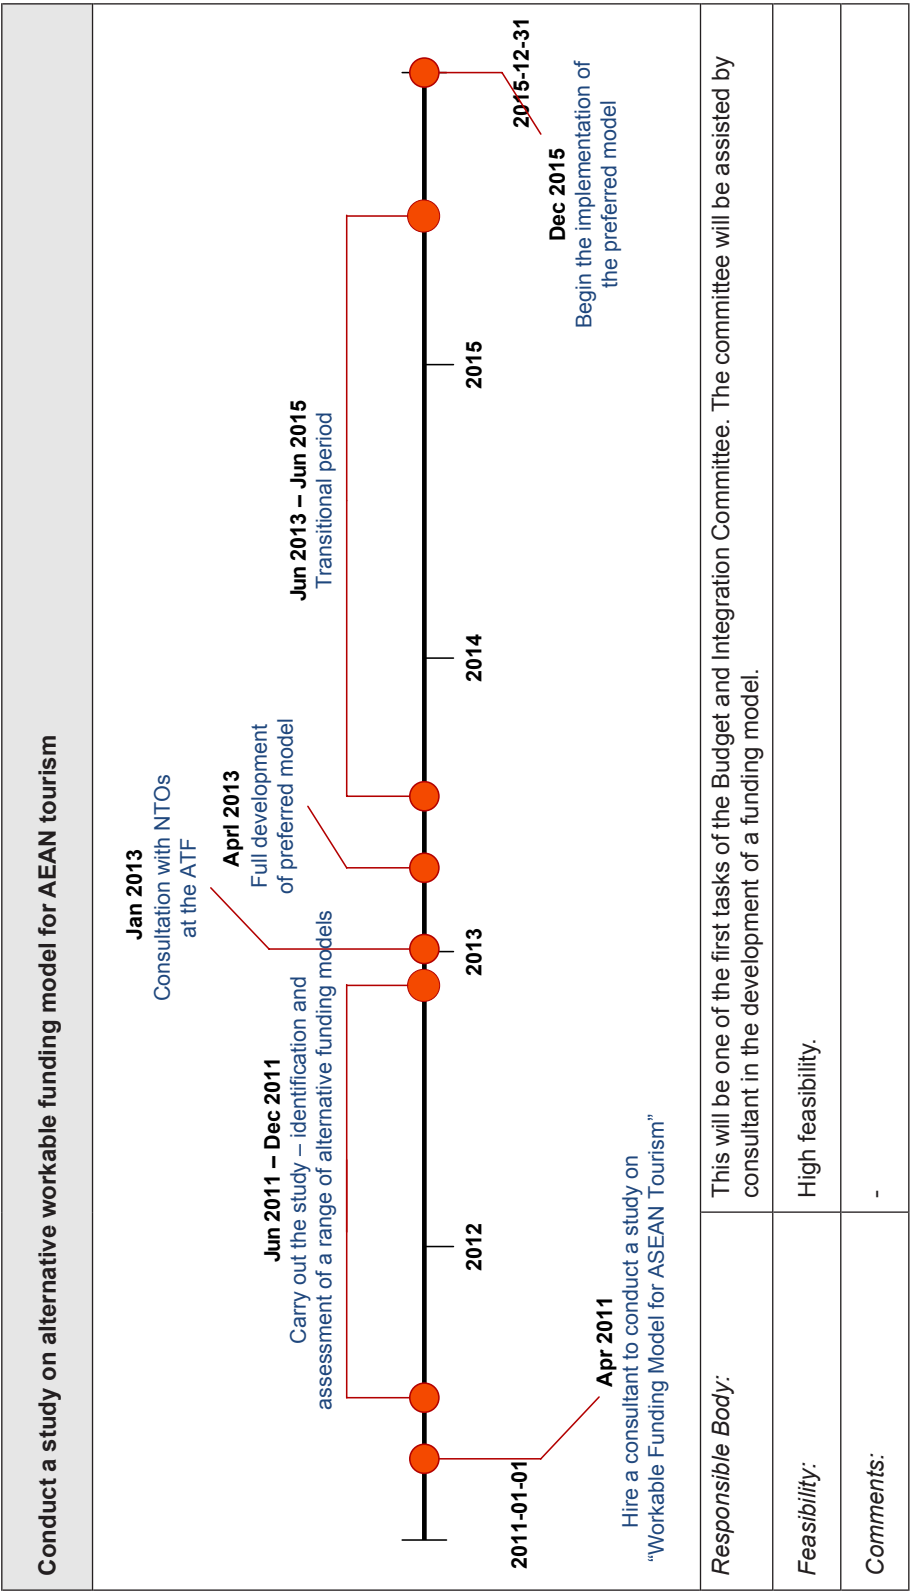 Conduct a study on alternative workable funding model for AEAN tourism
Jan 2013
Consultation with NTOs
at the ATF
Aprl 2013
Full development
of preferred model
Jun 2011 – Dec 2011
Carry out the study – identification and
assessment of a range of alternative funding models
Jun 2013 – Jun 2015
Transitional period
2012
2013
2014
2015
2011-01-01
2015-12-31
Apr 2011
Hire a consultant to conduct a study on
“Workable Funding Model for ASEAN Tourism”
Dec 2015
Begin the implementation of
the preferred model
Responsible Body:
This will be one of the first tasks of the Budget and Integration Committee. The committee will be assisted by
consultant in the development of a funding model.
Feasibility:
High feasibility.
Comments:
-